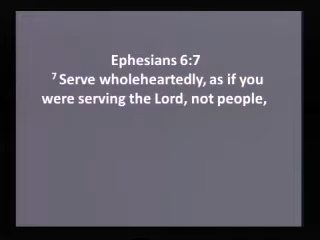 Ephesians 6:7
7 Serve wholeheartedly, as if you
were serving the Lord, not people,